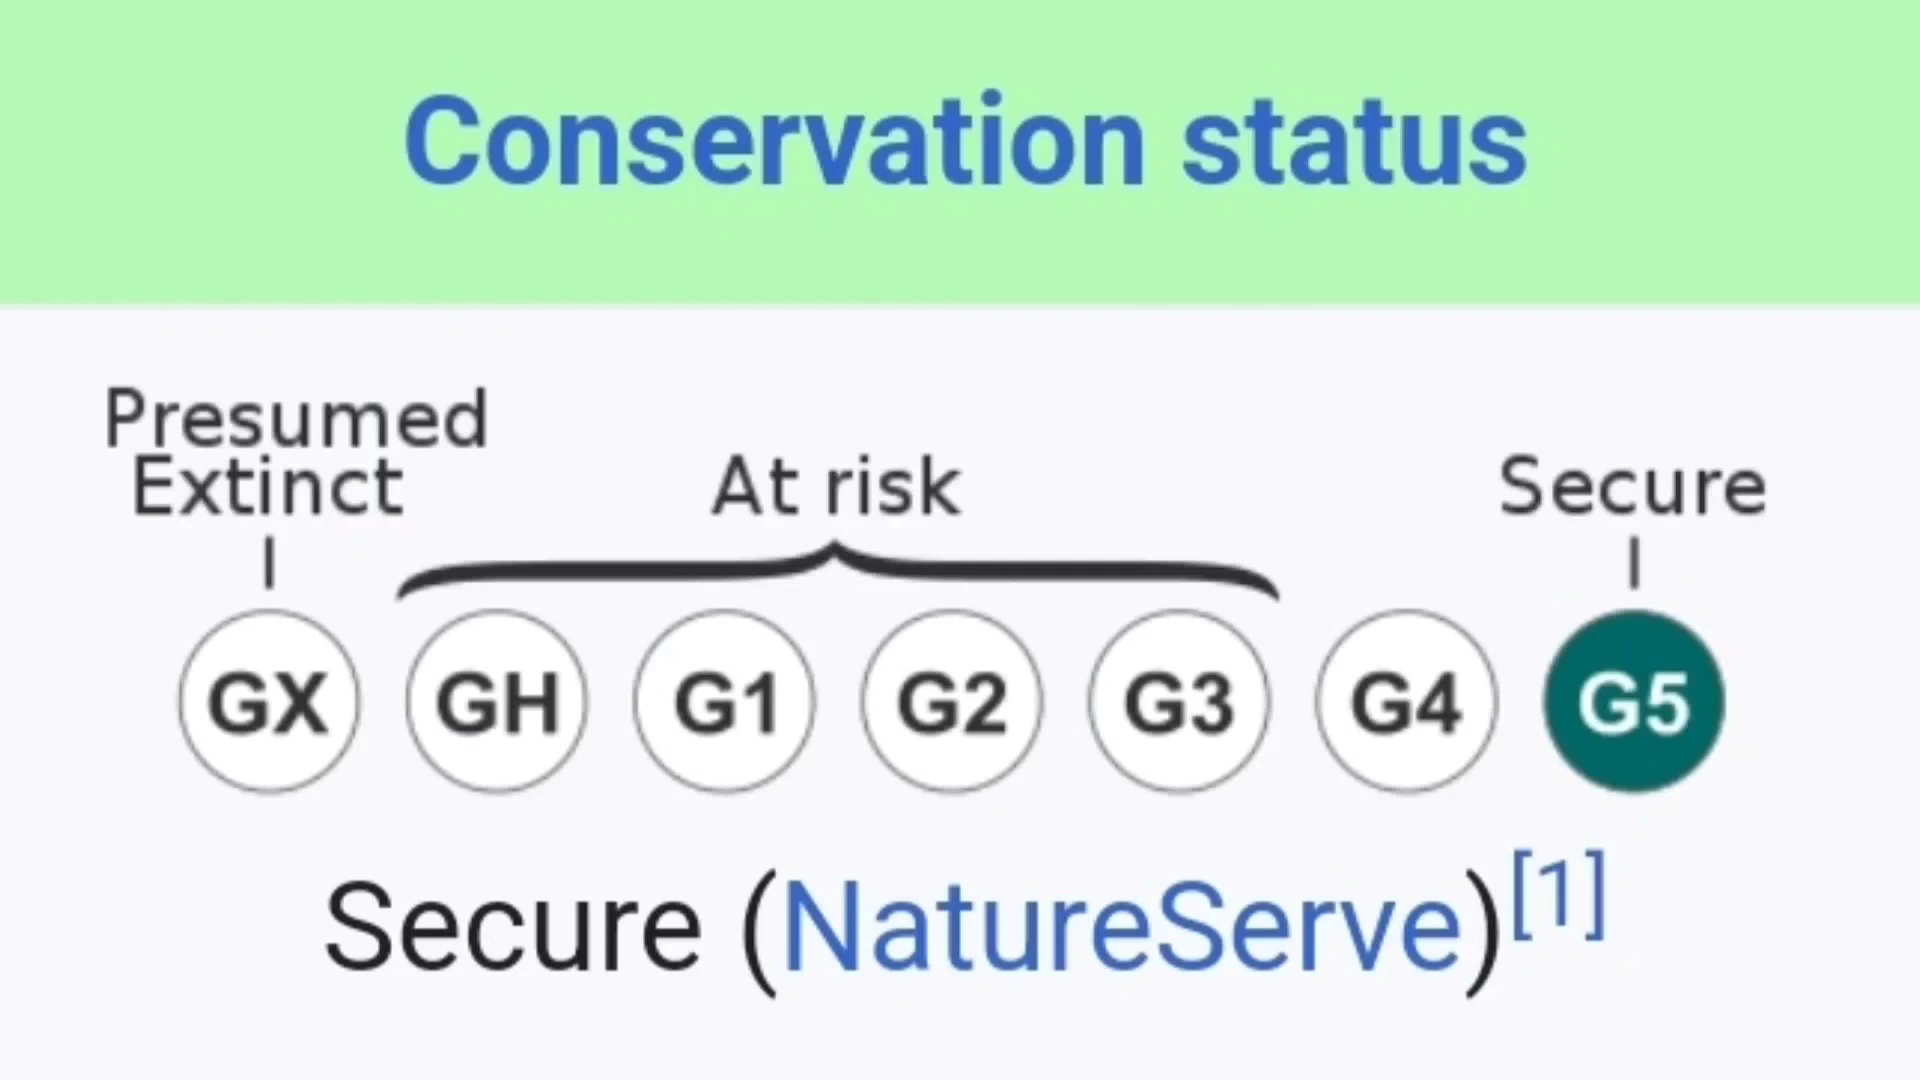 Conservation status
Presumed
Extinct
At risk
Secure
GX GH G1 G2 G3 G4 G5
Secure (NatureServe)[1]